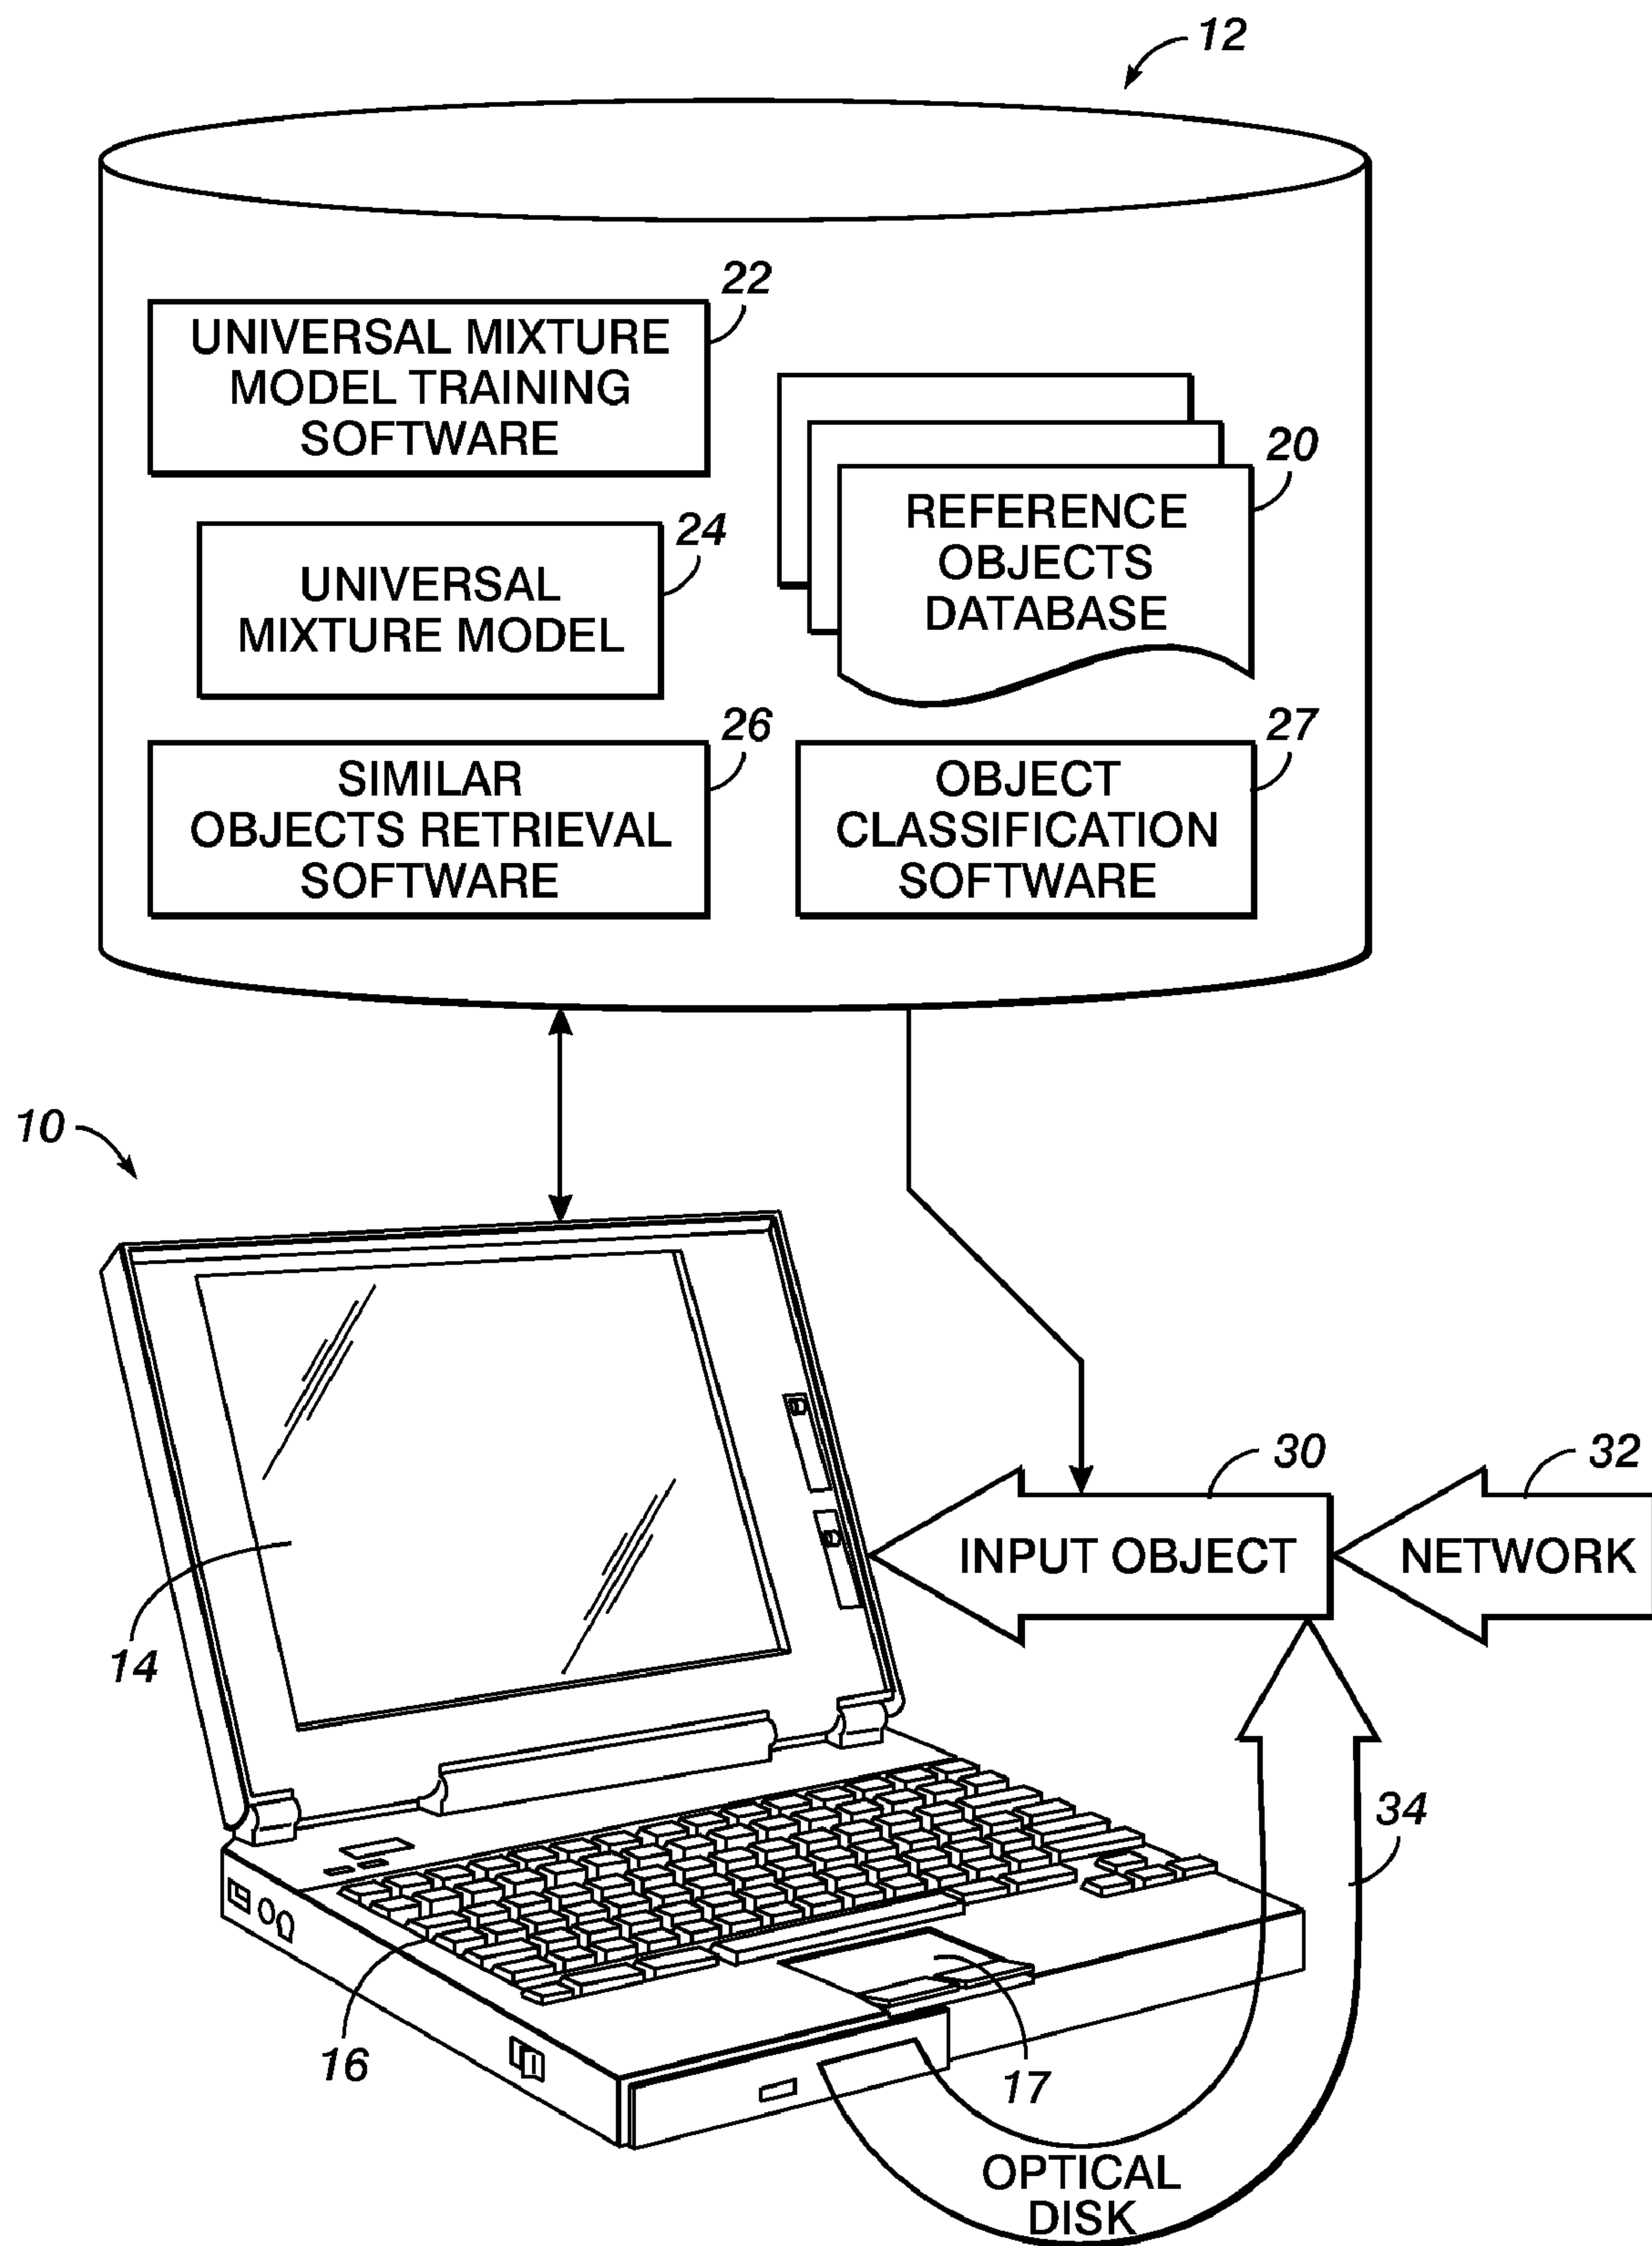 12
22
UNIVERSAL MIXTURE
MODEL TRAINING
SOFTWARE
20
REFERENCE
OBJECTS
DATABASE
24
UNIVERSAL
MIXTURE MODEL
26
SIMILAR
OBJECTS RETRIEVAL
SOFTWARE
27
OBJECT
CLASSIFICATION
SOFTWARE
10
30
INPUT OBJECT
32
NETWORK
14
34
16
17
OPTICAL
DISK